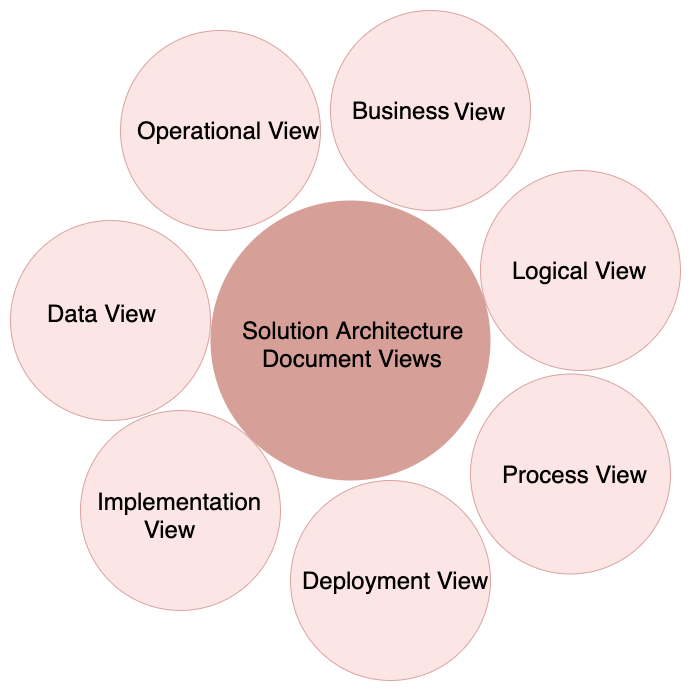 Business View
Operational View
Logical View
Data View
Solution Architecture
Document Views
Process View
Implementation
View
Deployment View